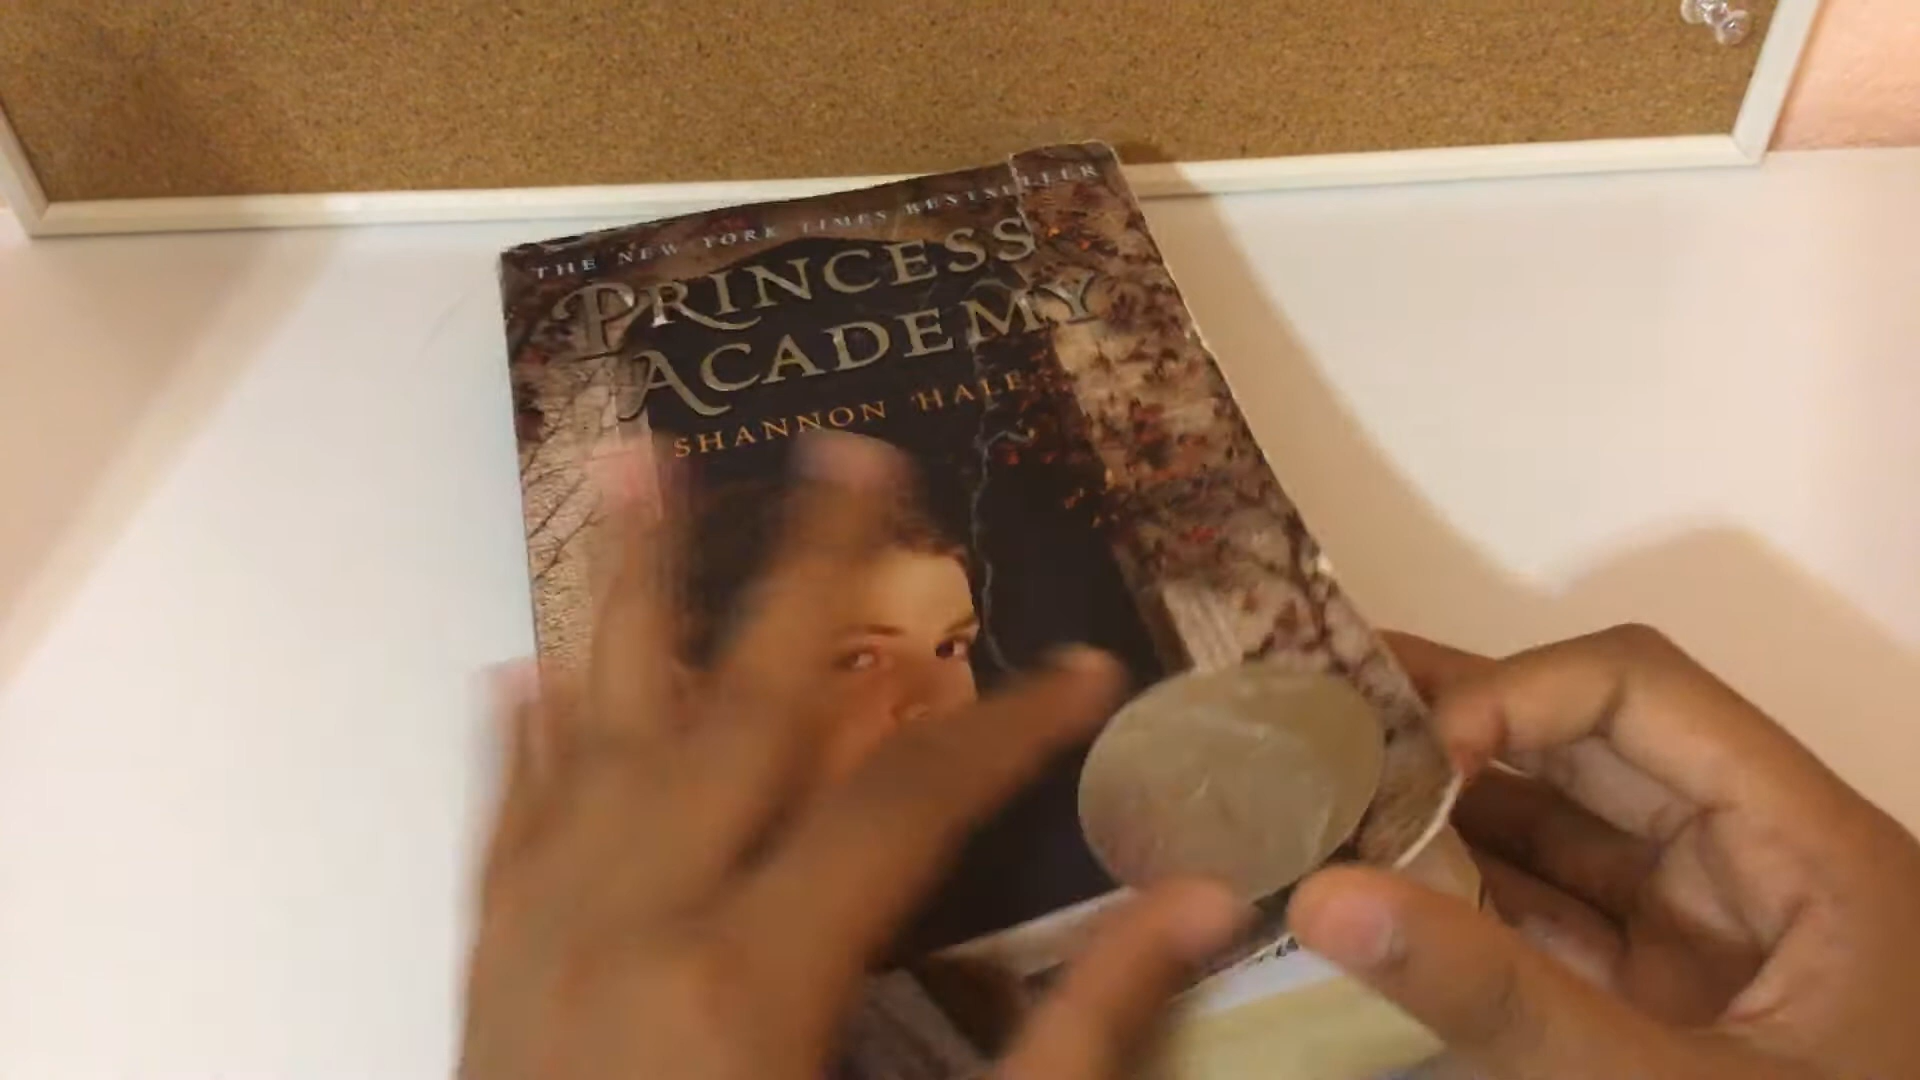 THE NEW YORK TIMES BESTSELLER
PRINCESS
ACADEMY
SHANNON HALE